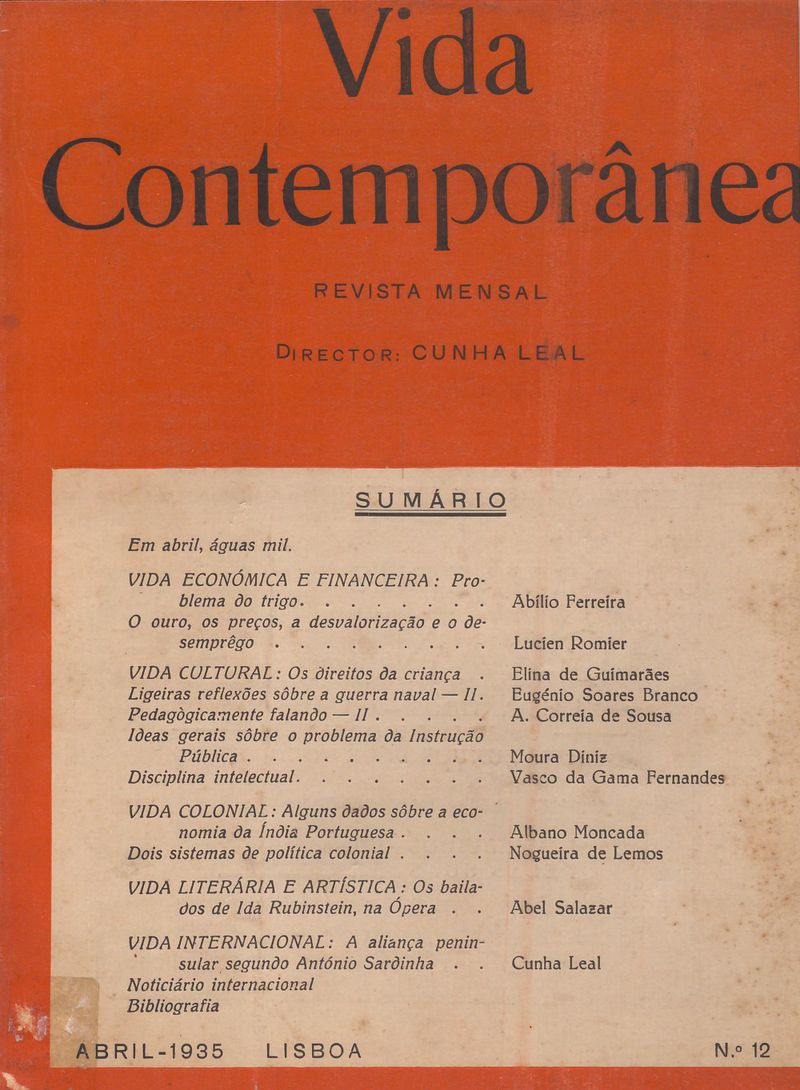 Vida
Contemporânea
REVISTA MENSAL
DIRECTOR: CUNHA LEAL
SUMÁRIO
Em abril, águas mil.
VIDA ECONÓMICA E FINANCEIRA: Pro-
blema do trigo. . . . . . . . Abílio Ferreira
O ouro, os preços, a desvalorização e o de-
semprêgo . . . . . . . . . Lucien Romier
VIDA CULTURAL: Os direitos da criança . Elina de Guimarães
Ligeiras reflexões sôbre a guerra naval — II. Eugénio Soares Branco
Pedagògicamente falando — II . . . . . A. Correia de Sousa
Ideas gerais sôbre o problema da Instrução
Pública . . . . . . . . . . Moura Diniz
Disciplina intelectual. . . . . . . . Vasco da Gama Fernandes
VIDA COLONIAL: Alguns dados sôbre a eco-
nomia da Índia Portuguesa . . . . Albano Moncada
Dois sistemas de política colonial . . . . Nogueira de Lemos
VIDA LITERÁRIA E ARTÍSTICA: Os baila-
dos de Ida Rubinstein, na Ópera . . Abel Salazar
VIDA INTERNACIONAL: A aliança penin-
sular segundo António Sardinha . . Cunha Leal
Noticiário internacional
Bibliografia
ABRIL-1935 LISBOA N.º 12